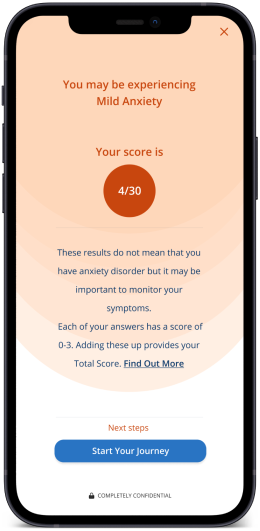 You may be experiencing
Mild Anxiety
Your score is
4/30
These results do not mean that you
have anxiety disorder but it may be
important to monitor your
symptoms.
Each of your answers has a score of
0-3. Adding these up provides your
Total Score. Find Out More
Next steps
Start Your Journey
COMPLETELY CONFIDENTIAL